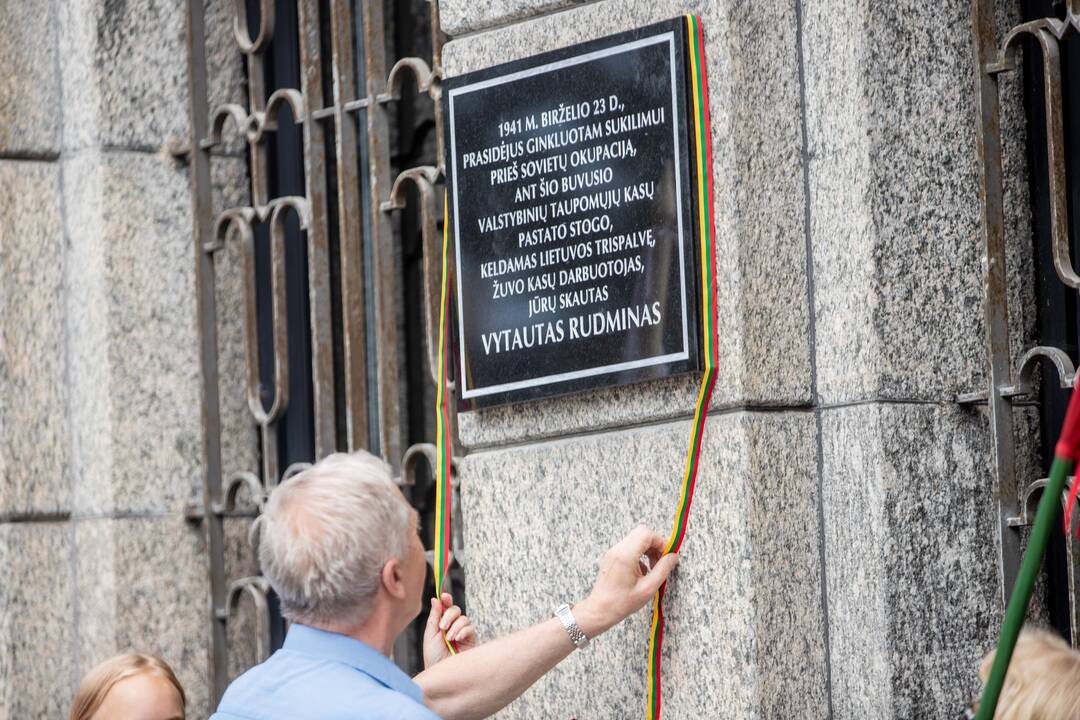 1941 M. BIRŽELIO 23 D.,
PRASIDĖJUS GINKLUOTAM SUKILIMUI
PRIEŠ SOVIETŲ OKUPACIJĄ,
ANT ŠIO BUVUSIO
VALSTYBINIŲ TAUPOMŲJŲ KASŲ
PASTATO STOGO,
KELDAMAS LIETUVOS TRISPALVĘ,
ŽUVO KASŲ DARBUOTOJAS,
JŪRŲ SKAUTAS
VYTAUTAS RUDMINAS